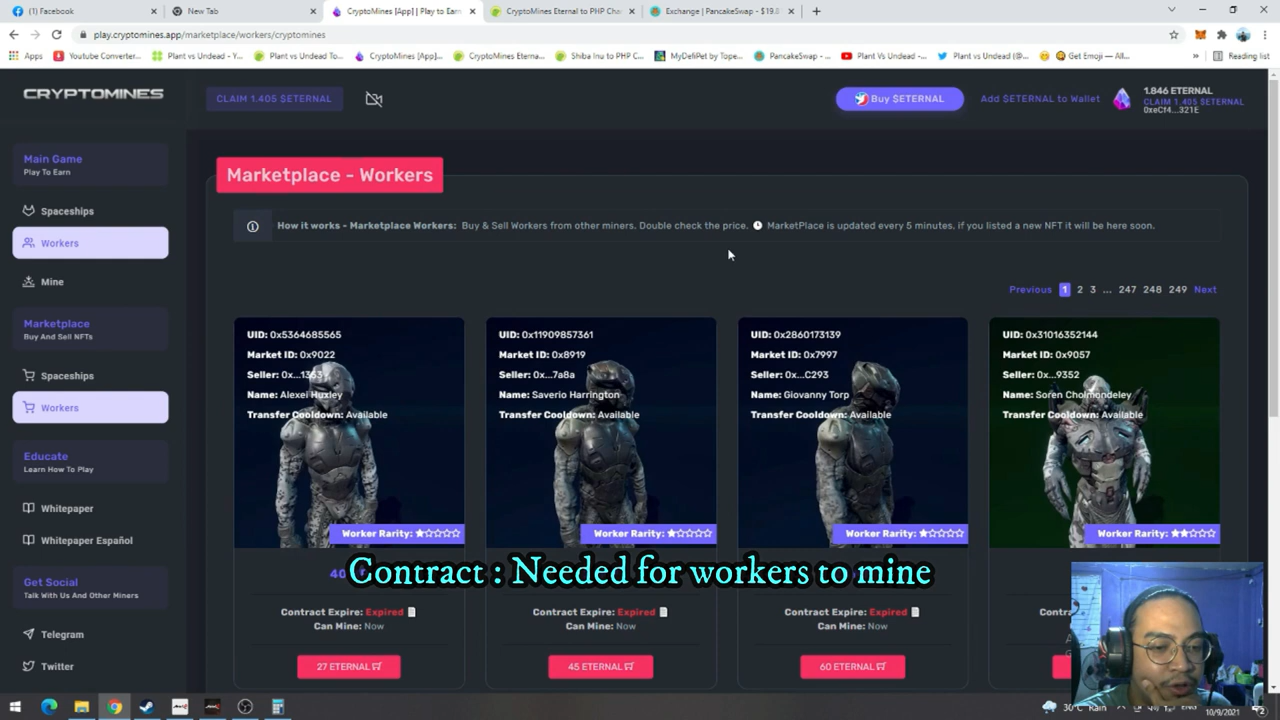 (1) Facebook
New Tab
CryptoMines [App] | Play to Earn
CryptoMines Eternal to PHP Cha
Exchange | PancakeSwap - $19.8
play.cryptomines.app/marketplace/workers/cryptomines
Apps
Youtube Converter...
Plant vs Undead - Y...
Plant vs Undead To...
CryptoMines [App]...
CryptoMines Eterna...
Shiba Inu to PHP C...
MyDefiPet by Tope...
PancakeSwap - ...
Plant Vs Undead -...
Plant vs Undead (@...
Get Emoji — All...
Reading list
CRYPTOMINES
CLAIM 1.405 $ETERNAL
Buy $ETERNAL
Add $ETERNAL to Wallet
1.846 ETERNAL
CLAIM 1.405 $ETERNAL
0xeCf4...321E
Main Game
Play To Earn
Spaceships
Workers
Mine
Marketplace
Buy And Sell NFTs
Spaceships
Workers
Educate
Learn How To Play
Whitepaper
Whitepaper Español
Get Social
Talk With Us And Other Miners
Telegram
Twitter
Marketplace - Workers
How it works - Marketplace Workers: Buy & Sell Workers from other miners. Double check the price. MarketPlace is updated every 5 minutes, if you listed a new NFT it will be here soon.
Previous 1 2 3 ... 247 248 249 Next
UID: 0x5364685565
Market ID: 0x9022
Seller: 0x...
Name: Alexei Huxley
Transfer Cooldown: Available
Worker Rarity:
UID: 0x11909857361
Market ID: 0x8919
Seller: 0x...7a8a
Name: Saverio Harrington
Transfer Cooldown: Available
Worker Rarity:
UID: 0x2860173139
Market ID: 0x7997
Seller: 0x...C293
Name: Giovanny Torp
Transfer Cooldown: Available
Worker Rarity:
UID: 0x31016352144
Market ID: 0x9057
Seller: 0x...9352
Name: Soren Cholmondeley
Transfer Cooldown: Available
Worker Rarity:
Contract : Needed for workers to mine
Contract Expire: Expired
Can Mine: Now
27 ETERNAL
Contract Expire: Expired
Can Mine: Now
45 ETERNAL
Contract Expire: Expired
Can Mine: Now
60 ETERNAL
30°C Rain
ENG
10/9/2021